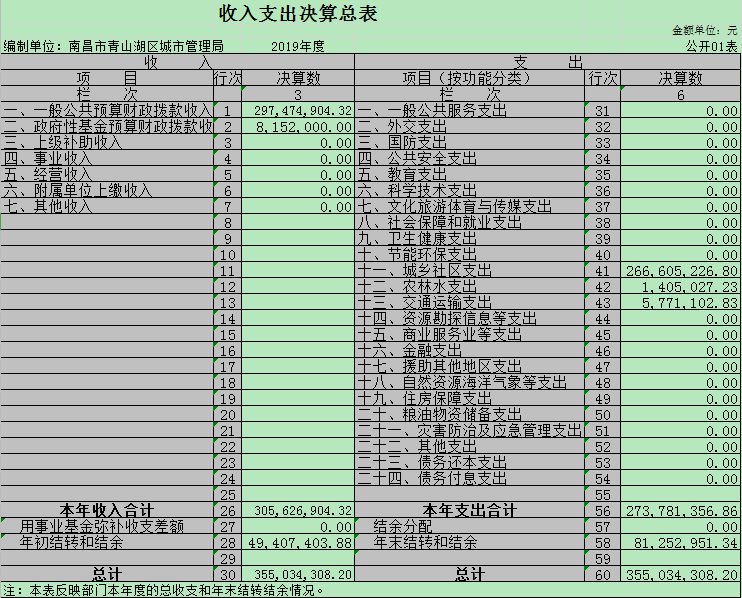 收入支出决算总表
金额单位：元
编制单位：南昌市青山湖区城市管理局 2019年度 公开01表
收 入 支 出
项 目 行次 决算数 项目（按功能分类） 行次 决算数
栏 次 3 栏 次 6
一、一般公共预算财政拨款收入 1 297,474,904.32 一、一般公共服务支出 31 0.00
二、政府性基金预算财政拨款收 2 8,152,000.00 二、外交支出 32 0.00
三、上级补助收入 3 0.00 三、国防支出 33 0.00
四、事业收入 4 0.00 四、公共安全支出 34 0.00
五、经营收入 5 0.00 五、教育支出 35 0.00
六、附属单位上缴收入 6 0.00 六、科学技术支出 36 0.00
七、其他收入 7 0.00 七、文化旅游体育与传媒支出 37 0.00
8 八、社会保障和就业支出 38 0.00
9 九、卫生健康支出 39 0.00
10 十、节能环保支出 40 0.00
11 十一、城乡社区支出 41 266,605,226.80
12 十二、农林水支出 42 1,405,027.23
13 十三、交通运输支出 43 5,771,102.83
14 十四、资源勘探信息等支出 44 0.00
15 十五、商业服务业等支出 45 0.00
16 十六、金融支出 46 0.00
17 十七、援助其他地区支出 47 0.00
18 十八、自然资源海洋气象等支出 48 0.00
19 十九、住房保障支出 49 0.00
20 二十、粮油物资储备支出 50 0.00
21 二十一、灾害防治及应急管理支出 51 0.00
22 二十二、其他支出 52 0.00
23 二十三、债务还本支出 53 0.00
24 二十四、债务付息支出 54 0.00
25 55
本年收入合计 26 305,626,904.32 本年支出合计 56 273,781,356.86
用事业基金弥补收支差额 27 0.00 结余分配 57 0.00
年初结转和结余 28 49,407,403.88 年末结转和结余 58 81,252,951.34
29 59
总计 30 355,034,308.20 总计 60 355,034,308.20
注：本表反映部门本年度的总收支和年末结转结余情况。